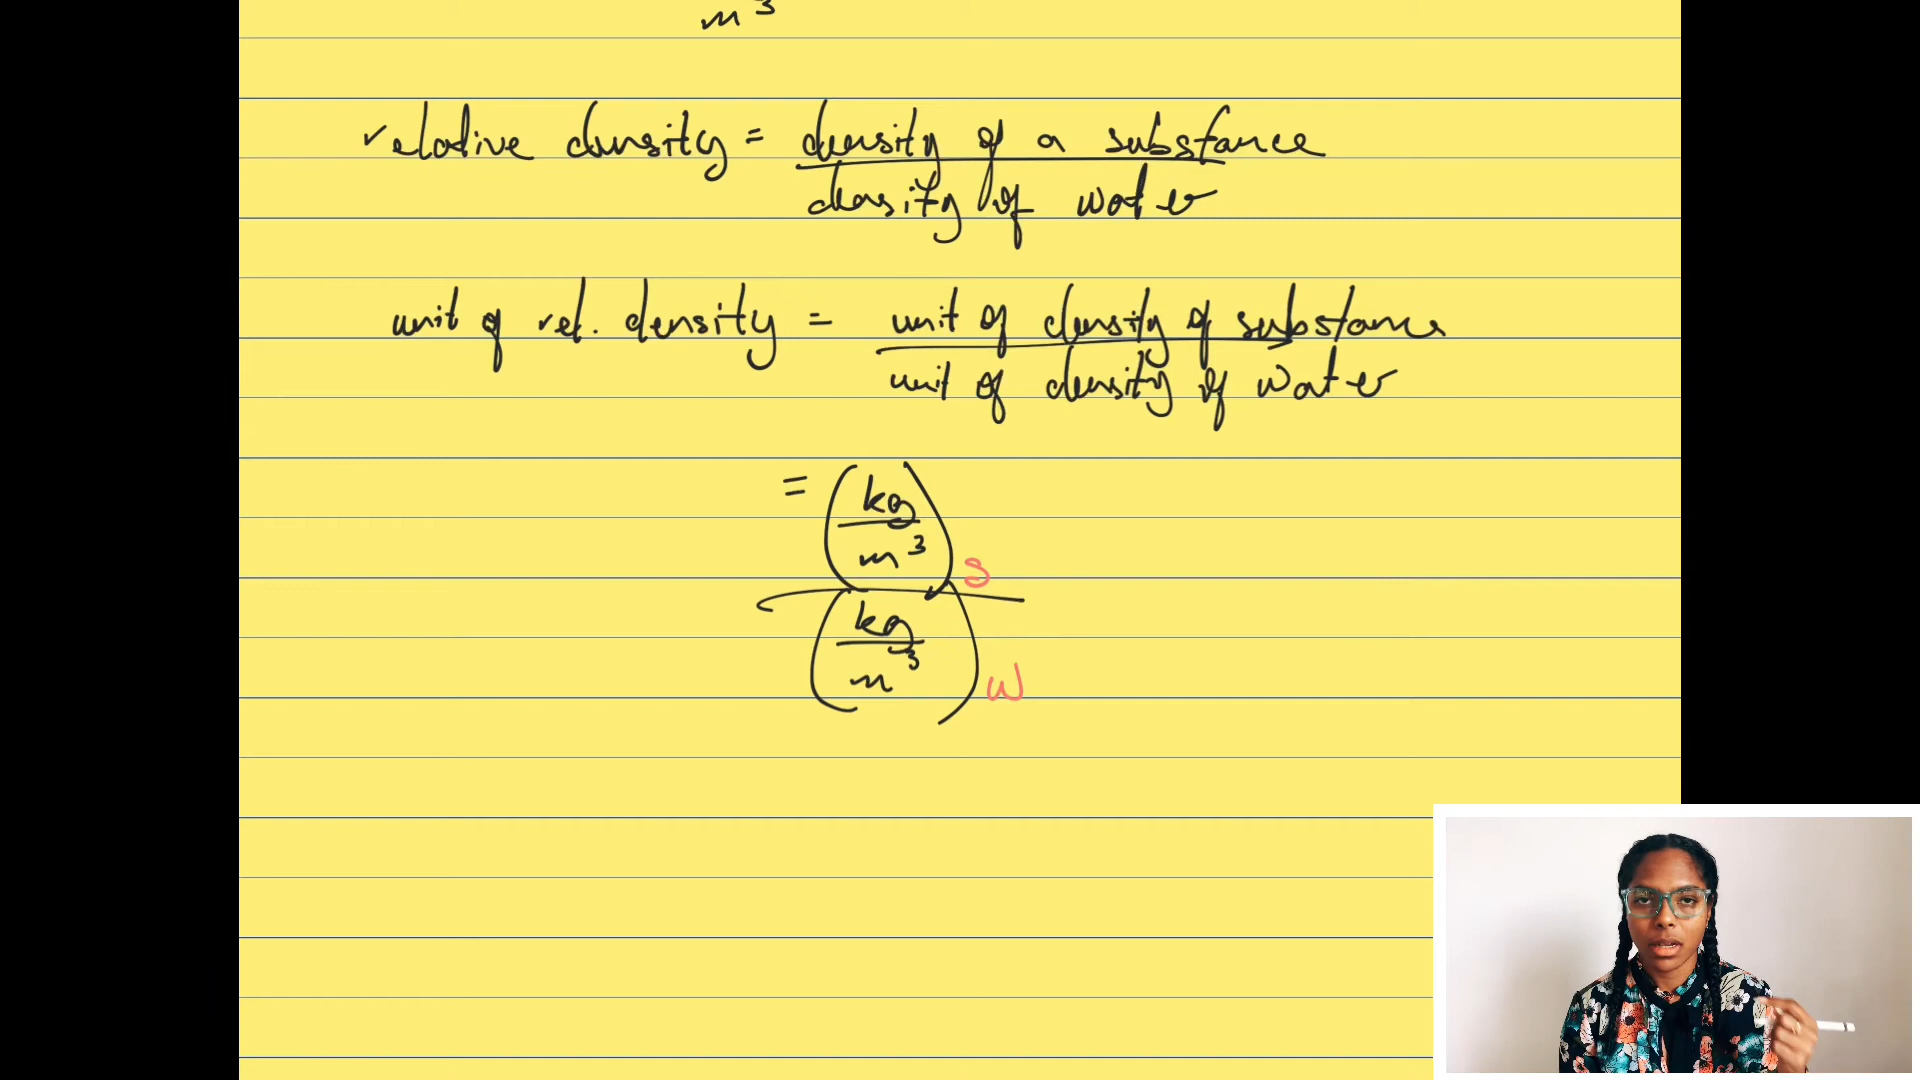 m³
relative density = density of a substance
density of water
unit of rel. density = unit of density of substance
unit of density of water
= (kg
m³) s
(kg
m³) w